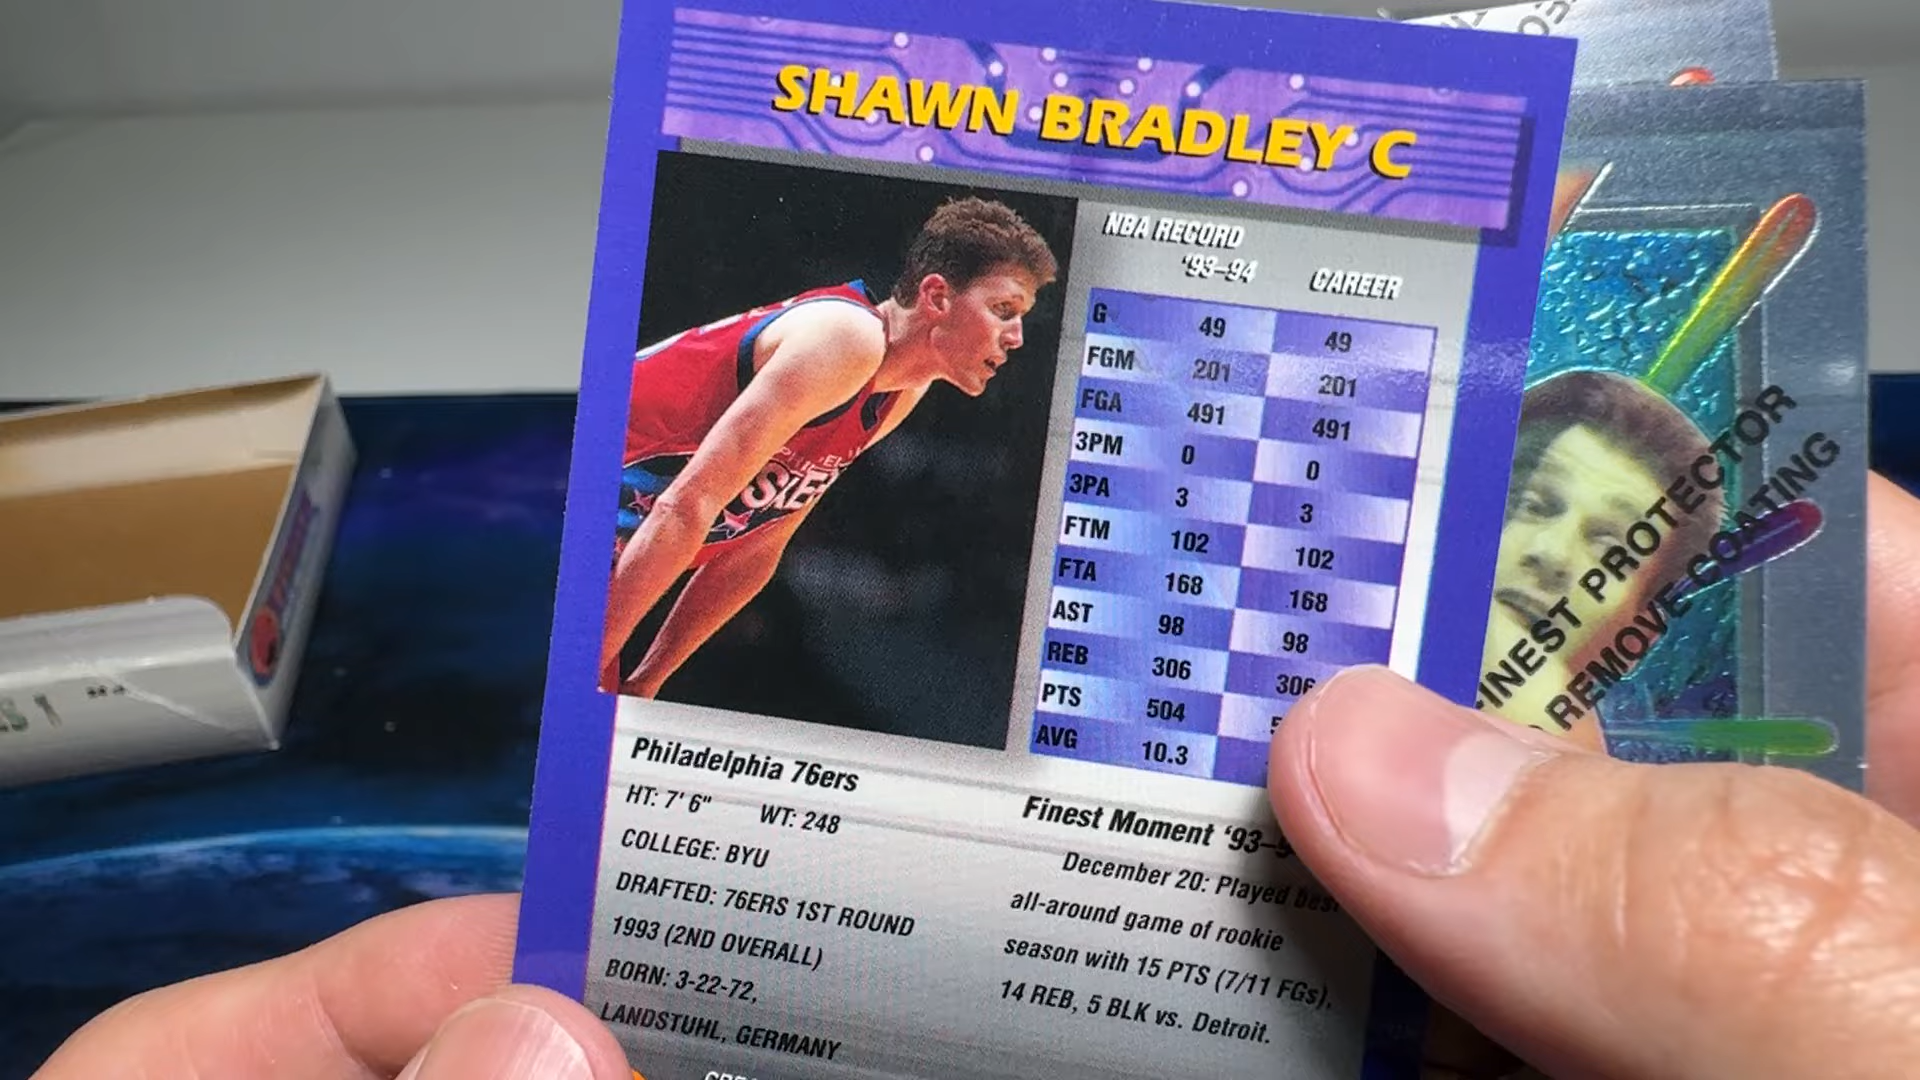 SHAWN BRADLEY C
NBA RECORD
'93–94 CAREER
G 49 49
FGM 201 201
FGA 491 491
3PM 0 0
3PA 3 3
FTM 102 102
FTA 168 168
AST 98 98
REB 306 306
PTS 504
AVG 10.3
Philadelphia 76ers
HT: 7' 6" WT: 248
COLLEGE: BYU
DRAFTED: 76ERS 1ST ROUND
1993 (2ND OVERALL)
BORN: 3-22-72,
LANDSTUHL, GERMANY
Finest Moment '93–
December 20: Played best
all-around game of rookie
season with 15 PTS (7/11 FGs),
14 REB, 5 BLK vs. Detroit.
FINEST PROTECTOR
REMOVE COATING